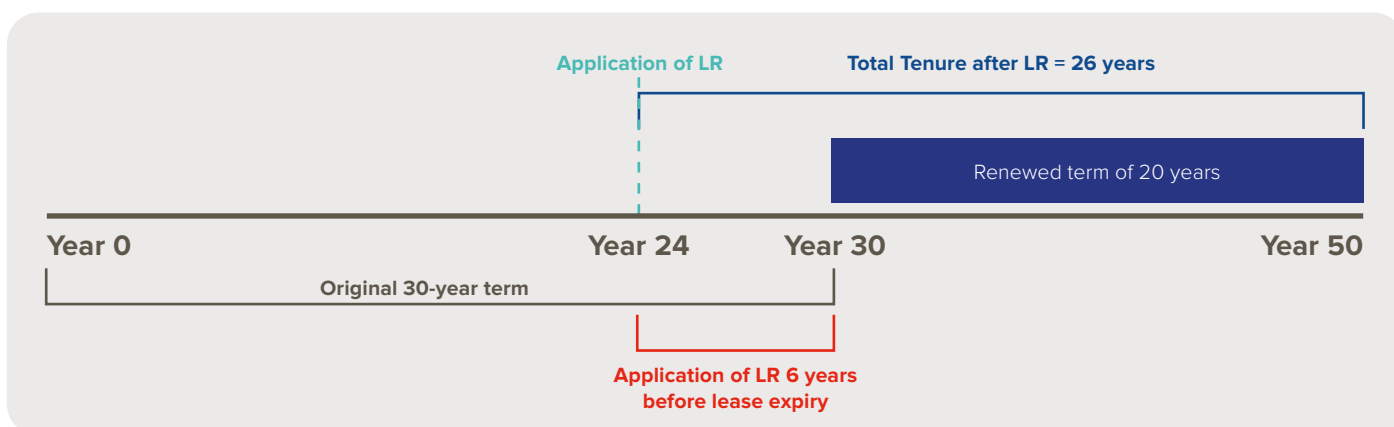 Application of LR
Total Tenure after LR = 26 years
Renewed term of 20 years
Year 0
Year 24
Year 30
Year 50
Original 30-year term
Application of LR 6 years
before lease expiry